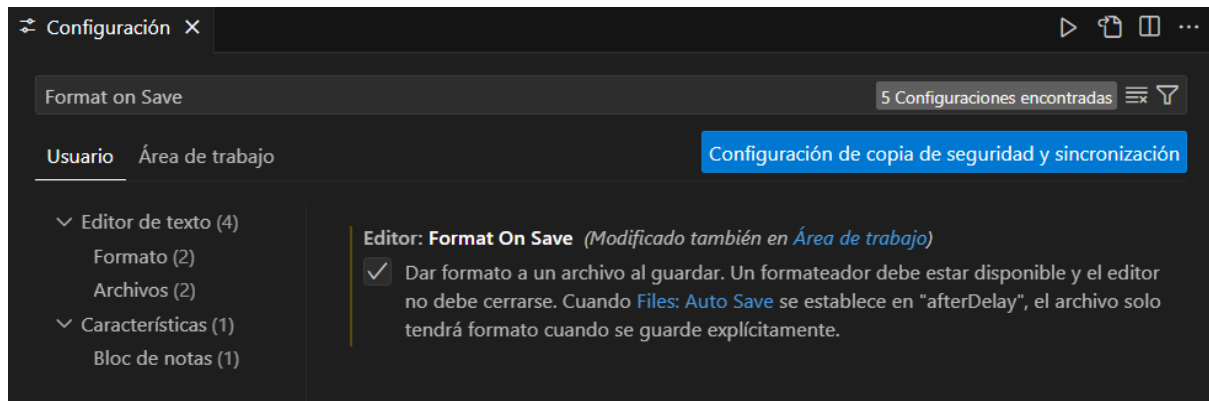 Configuración
Format on Save
5 Configuraciones encontradas
Usuario Área de trabajo
Configuración de copia de seguridad y sincronización
Editor de texto (4)
Formato (2)
Archivos (2)
Características (1)
Bloc de notas (1)
Editor: Format On Save (Modificado también en Área de trabajo)
Dar formato a un archivo al guardar. Un formateador debe estar disponible y el editor
no debe cerrarse. Cuando Files: Auto Save se establece en "afterDelay", el archivo solo
tendrá formato cuando se guarde explícitamente.